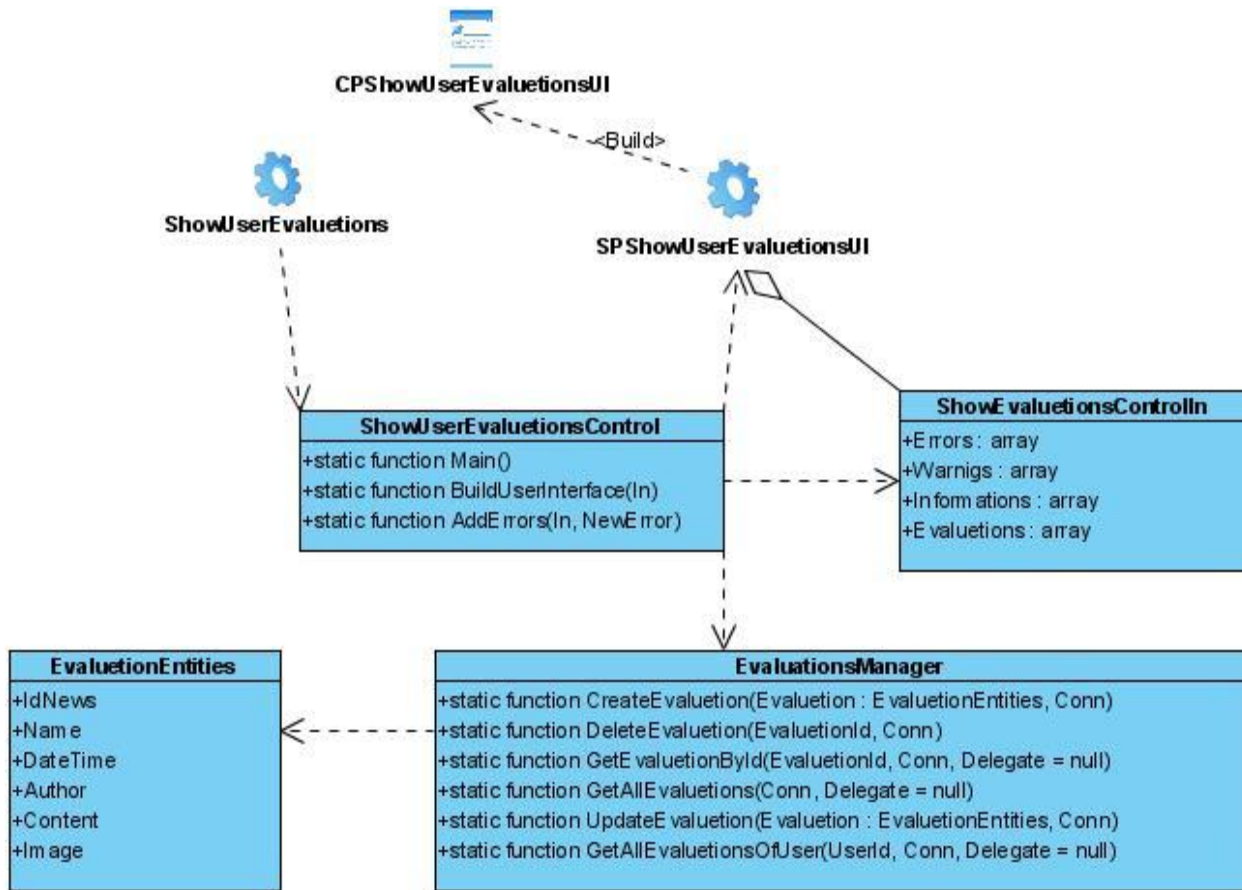 CPShowUserEvaluetionsUI
<Build>
ShowUserEvaluetions
SPShowUserEvaluetionsUI
ShowUserEvaluetionsControl
+static function Main()
+static function BuildUserInterface(In)
+static function AddErrors(In, NewError)
ShowEvaluetionsControlIn
+Errors : array
+Warnigs : array
+Informations : array
+Evaluetions : array
EvaluetionEntities
+IdNews
+Name
+DateTime
+Author
+Content
+Image
EvaluationsManager
+static function CreateEvaluetion(Evaluetion : EvaluetionEntities, Conn)
+static function DeleteEvaluetion(EvaluetionId, Conn)
+static function GetEvaluetionById(EvaluetionId, Conn, Delegate = null)
+static function GetAllEvaluetions(Conn, Delegate = null)
+static function UpdateEvaluetion(Evaluetion : EvaluetionEntities, Conn)
+static function GetAllEvaluetionsOfUser(UserId, Conn, Delegate = null)